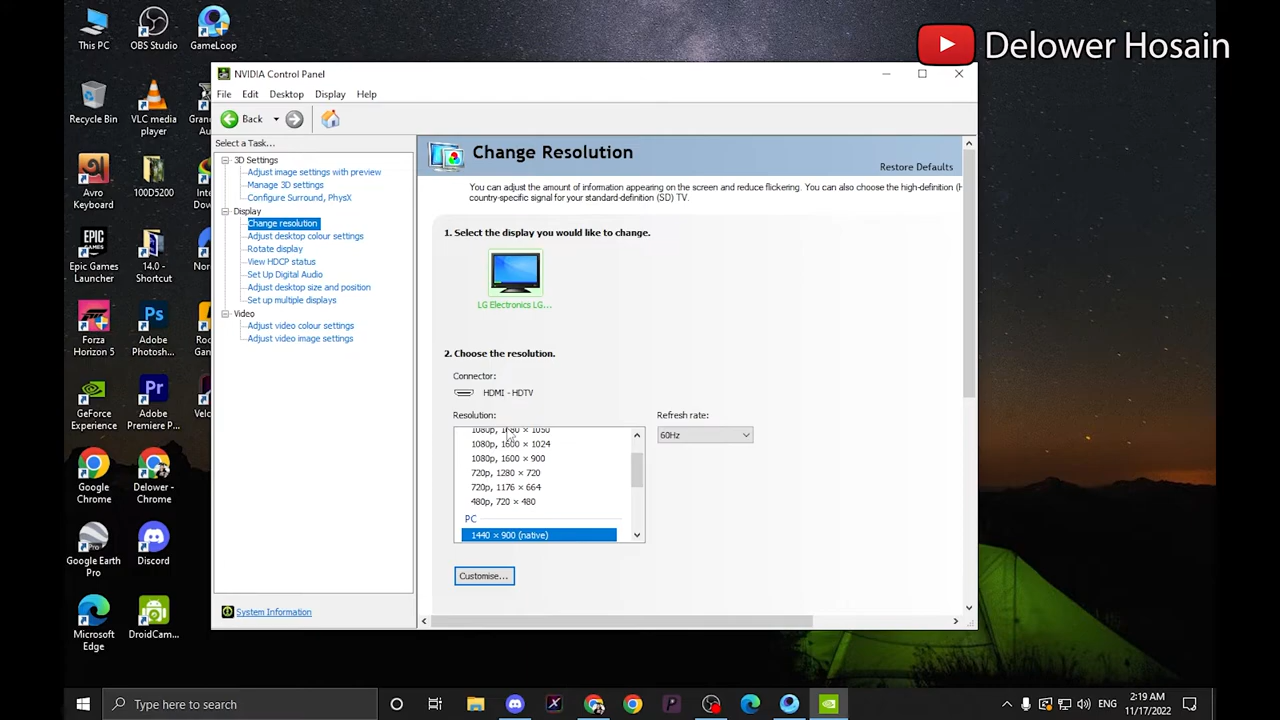 Delower Hosain
This PC
OBS Studio
GameLoop
Recycle Bin
VLC media
player
Avro
Keyboard
100D5200
Epic Games
Launcher
14.0 -
Shortcut
Forza
Horizon 5
Adobe
Photosh...
GeForce
Experience
Adobe
Premiere P...
Google
Chrome
Delower -
Chrome
Google Earth
Pro
Discord
Microsoft
Edge
DroidCam...
NVIDIA Control Panel
File Edit Desktop Display Help
Back
Select a Task...
3D Settings
Adjust image settings with preview
Manage 3D settings
Configure Surround, PhysX
Display
Change resolution
Adjust desktop colour settings
Rotate display
View HDCP status
Set Up Digital Audio
Adjust desktop size and position
Set up multiple displays
Video
Adjust video colour settings
Adjust video image settings
System Information
Change Resolution
Restore Defaults
You can adjust the amount of information appearing on the screen and reduce flickering. You can also choose the high-definition (H
country-specific signal for your standard-definition (SD) TV.
1. Select the display you would like to change.
LG Electronics LG...
2. Choose the resolution.
Connector:
HDMI - HDTV
Resolution:
Refresh rate:
60Hz
1080p, 1680 × 1050
1080p, 1600 × 1024
1080p, 1600 × 900
720p, 1280 × 720
720p, 1176 × 664
480p, 720 × 480
PC
1440 × 900 (native)
Customise...
Type here to search
ENG
2:19 AM
11/17/2022